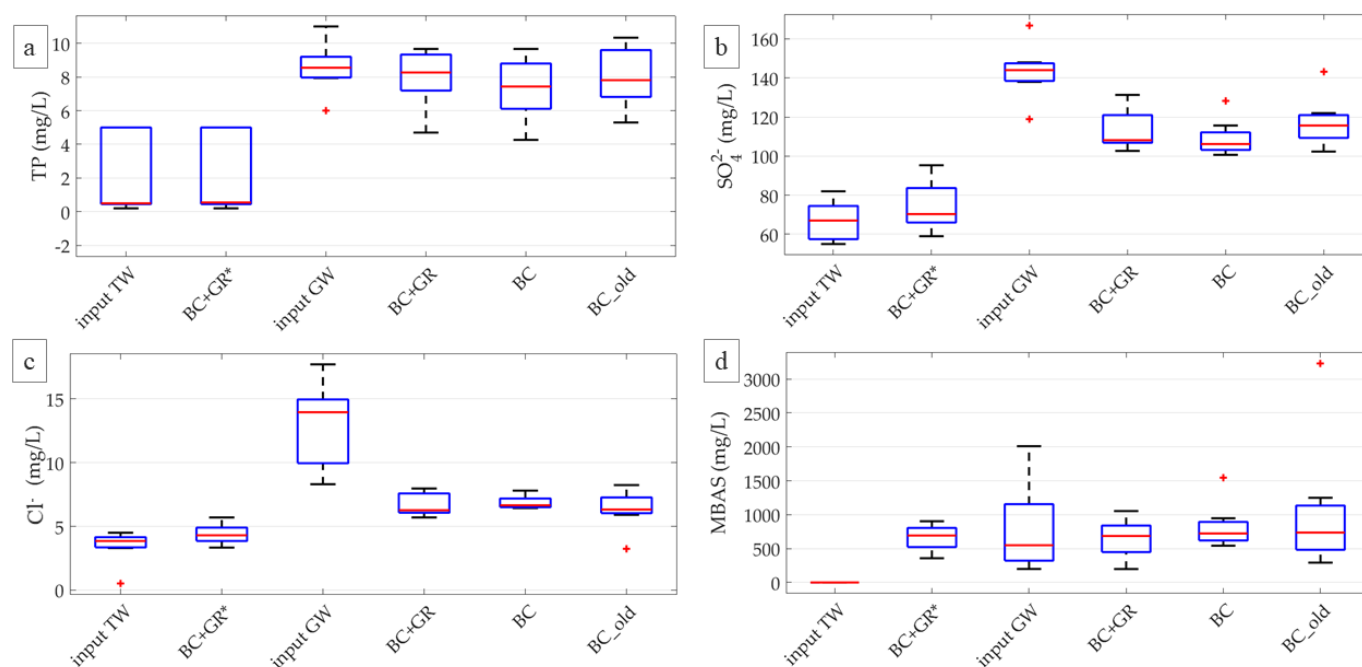 a
TP (mg/L)
10
8
6
4
2
0
-2
input TW
BC+GR*
input GW
BC+GR
BC
BC_old
b
SO₄²⁻ (mg/L)
160
140
120
100
80
60
input TW
BC+GR*
input GW
BC+GR
BC
BC_old
c
Cl⁻ (mg/L)
15
10
5
0
input TW
BC+GR*
input GW
BC+GR
BC
BC_old
d
MBAS (mg/L)
3000
2500
2000
1500
1000
500
0
input TW
BC+GR*
input GW
BC+GR
BC
BC_old